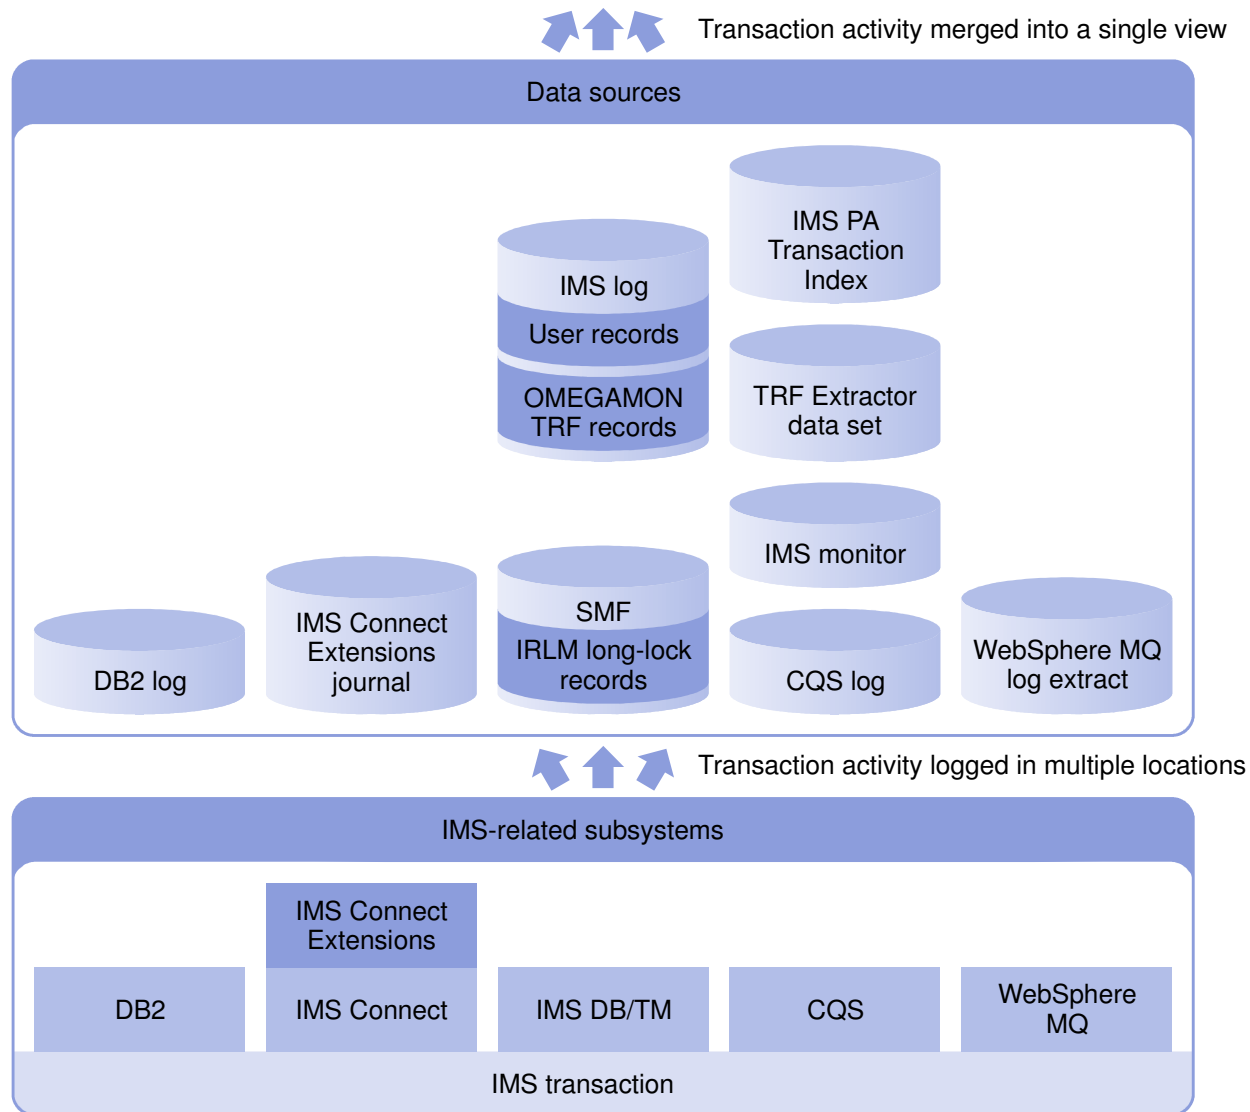 Transaction activity merged into a single view
Data sources
IMS PA
Transaction
Index
IMS log
User records
OMEGAMON
TRF records
TRF Extractor
data set
IMS monitor
DB2 log
IMS Connect
Extensions
journal
SMF
IRLM long-lock
records
CQS log
WebSphere MQ
log extract
Transaction activity logged in multiple locations
IMS-related subsystems
IMS Connect
Extensions
DB2
IMS Connect
IMS DB/TM
CQS
WebSphere
MQ
IMS transaction